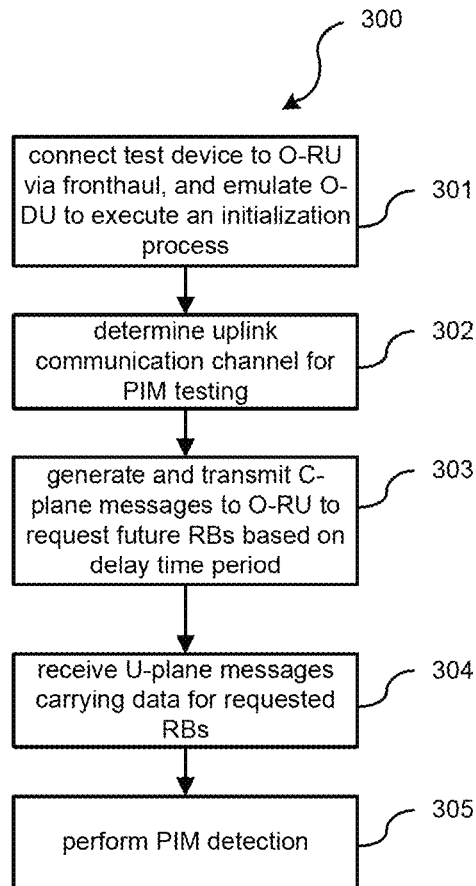 300
connect test device to O-RU
via fronthaul, and emulate O-
DU to execute an initialization
process
301
determine uplink
communication channel for
PIM testing
302
generate and transmit C-
plane messages to O-RU to
request future RBs based on
delay time period
303
receive U-plane messages
carrying data for requested
RBs
304
perform PIM detection
305